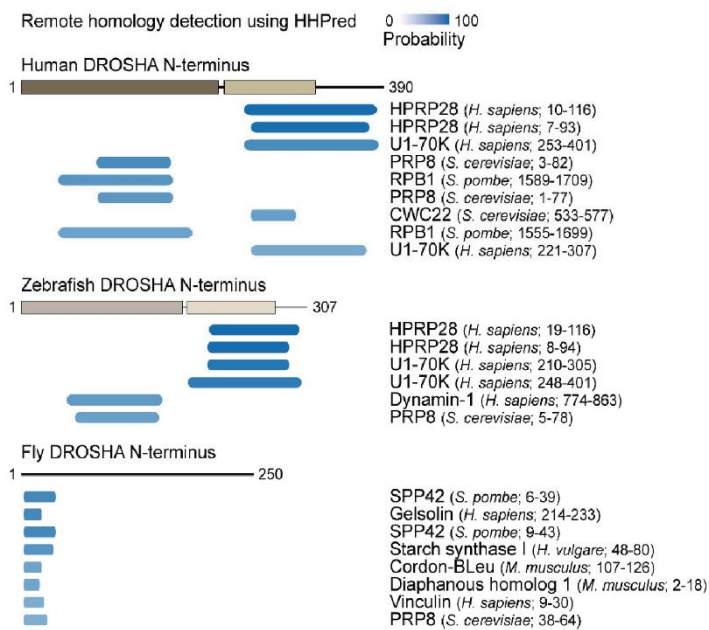 Remote homology detection using HHPred
0 100
Probability
Human DROSHA N-terminus
1 390
HPRP28 (H. sapiens; 10-116)
HPRP28 (H. sapiens; 7-93)
U1-70K (H. sapiens; 253-401)
PRP8 (S. cerevisiae; 3-82)
RPB1 (S. pombe; 1589-1709)
PRP8 (S. cerevisiae; 1-77)
CWC22 (S. cerevisiae; 533-577)
RPB1 (S. pombe; 1555-1699)
U1-70K (H. sapiens; 221-307)
Zebrafish DROSHA N-terminus
1 307
HPRP28 (H. sapiens; 19-116)
HPRP28 (H. sapiens; 8-94)
U1-70K (H. sapiens; 210-305)
U1-70K (H. sapiens; 248-401)
Dynamin-1 (H. sapiens; 774-863)
PRP8 (S. cerevisiae; 5-78)
Fly DROSHA N-terminus
1 250
SPP42 (S. pombe; 6-39)
Gelsolin (H. sapiens; 214-233)
SPP42 (S. pombe; 9-43)
Starch synthase I (H. vulgare; 48-80)
Cordon-BLeu (M. musculus; 107-126)
Diaphanous homolog 1 (M. musculus; 2-18)
Vinculin (H. sapiens; 9-30)
PRP8 (S. cerevisiae; 38-64)